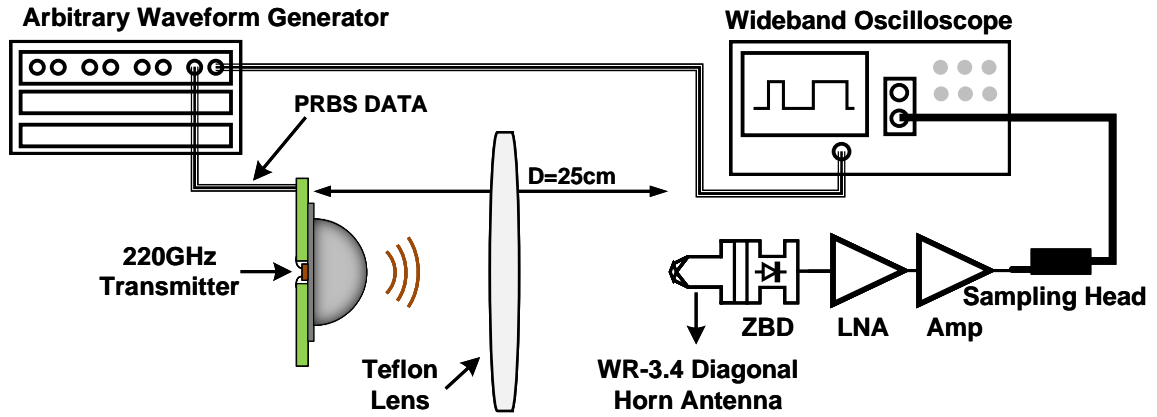 Arbitrary Waveform Generator
Wideband Oscilloscope
PRBS DATA
D=25cm
220GHz
Transmitter
Sampling Head
ZBD
LNA
Amp
Teflon
Lens
WR-3.4 Diagonal
Horn Antenna